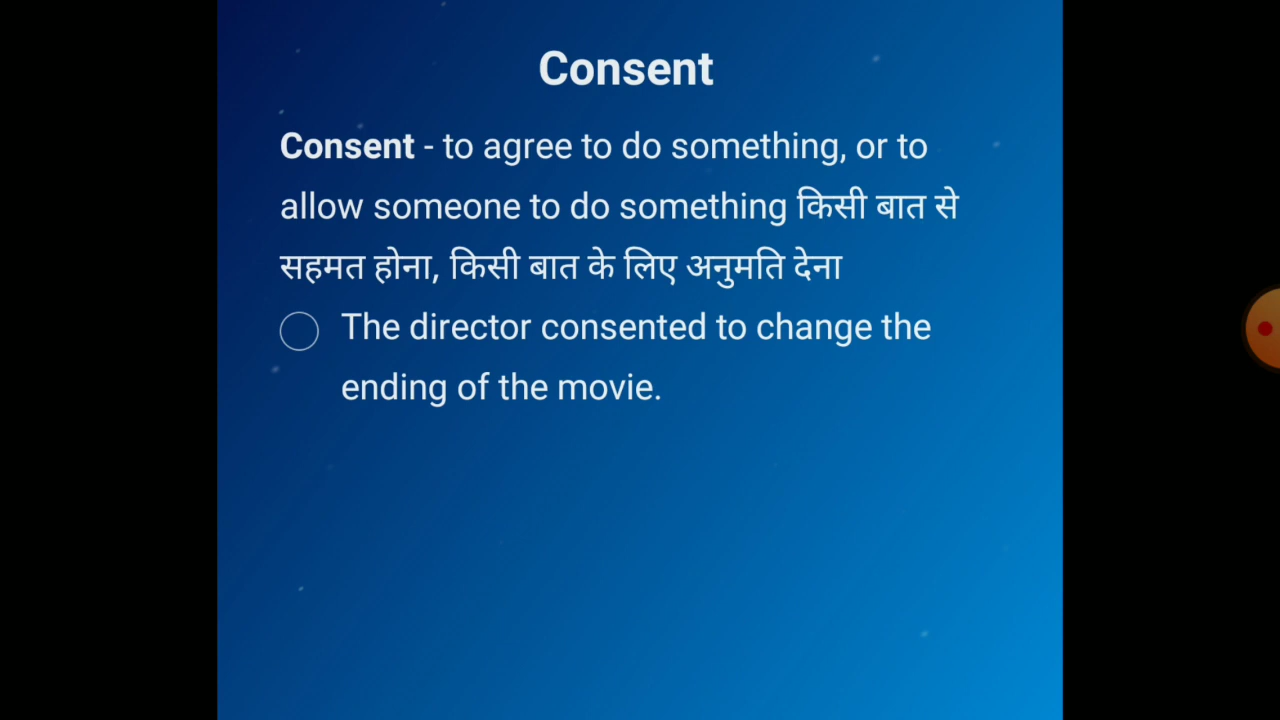 Consent
Consent - to agree to do something, or to
allow someone to do something किसी बात से
सहमत होना, किसी बात के लिए अनुमति देना
The director consented to change the
ending of the movie.